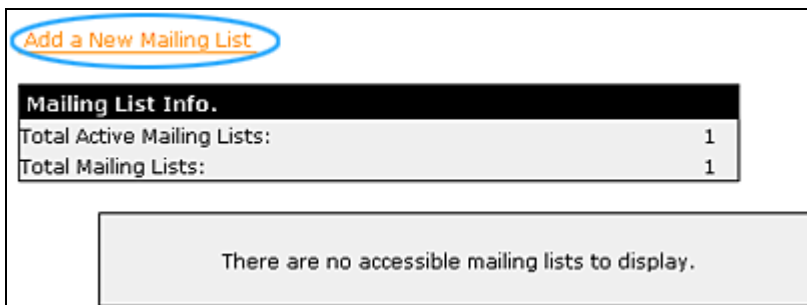 Add a New Mailing List
Mailing List Info.
Total Active Mailing Lists: 1
Total Mailing Lists: 1
There are no accessible mailing lists to display.